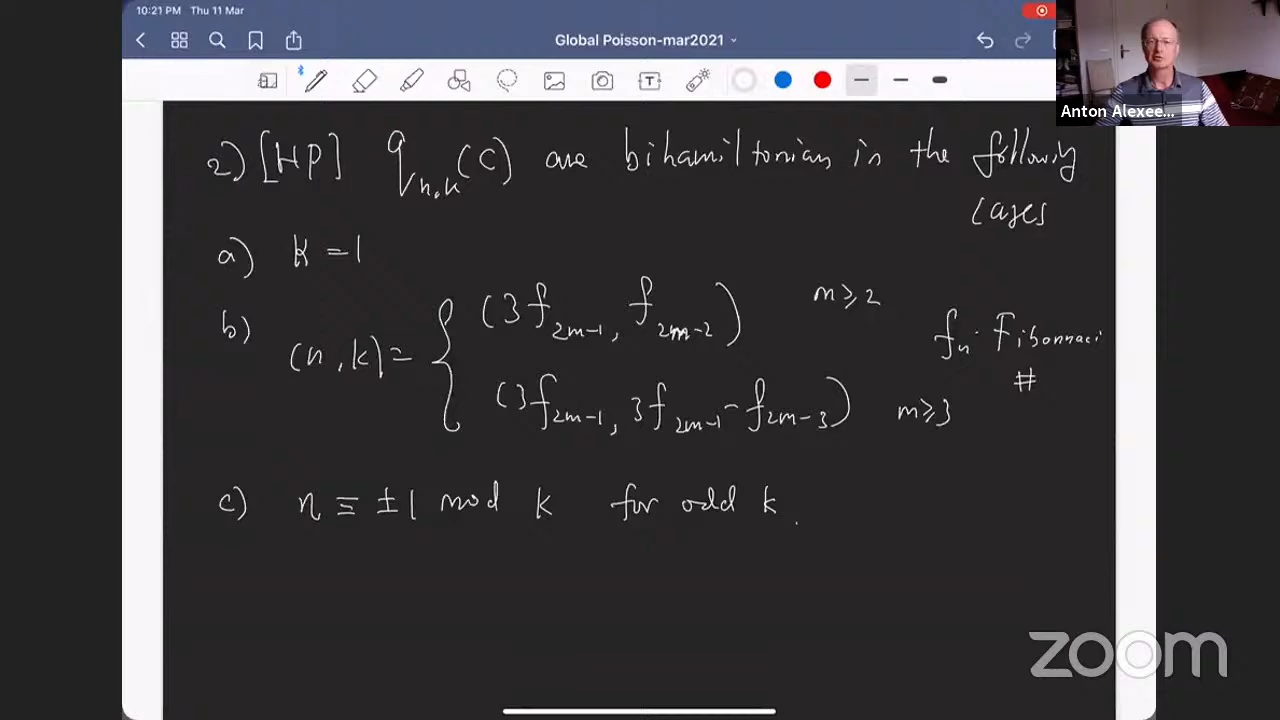 10:21 PM Thu 11 Mar
Global Poisson-mar2021
Anton Alexee...
2) [HP] q_{n,k}(C) are bihamiltonian in the following
cases
a) k = 1
b) (n, k) = { (3f_{2m-1}, f_{2m-2}) m ≥ 2
(3f_{2m-1}, 3f_{2m-1} - f_{2m-3}) m ≥ 3
f_n. Fibonnaci
#
c) n ≡ ±1 mod k for odd k.
zoom